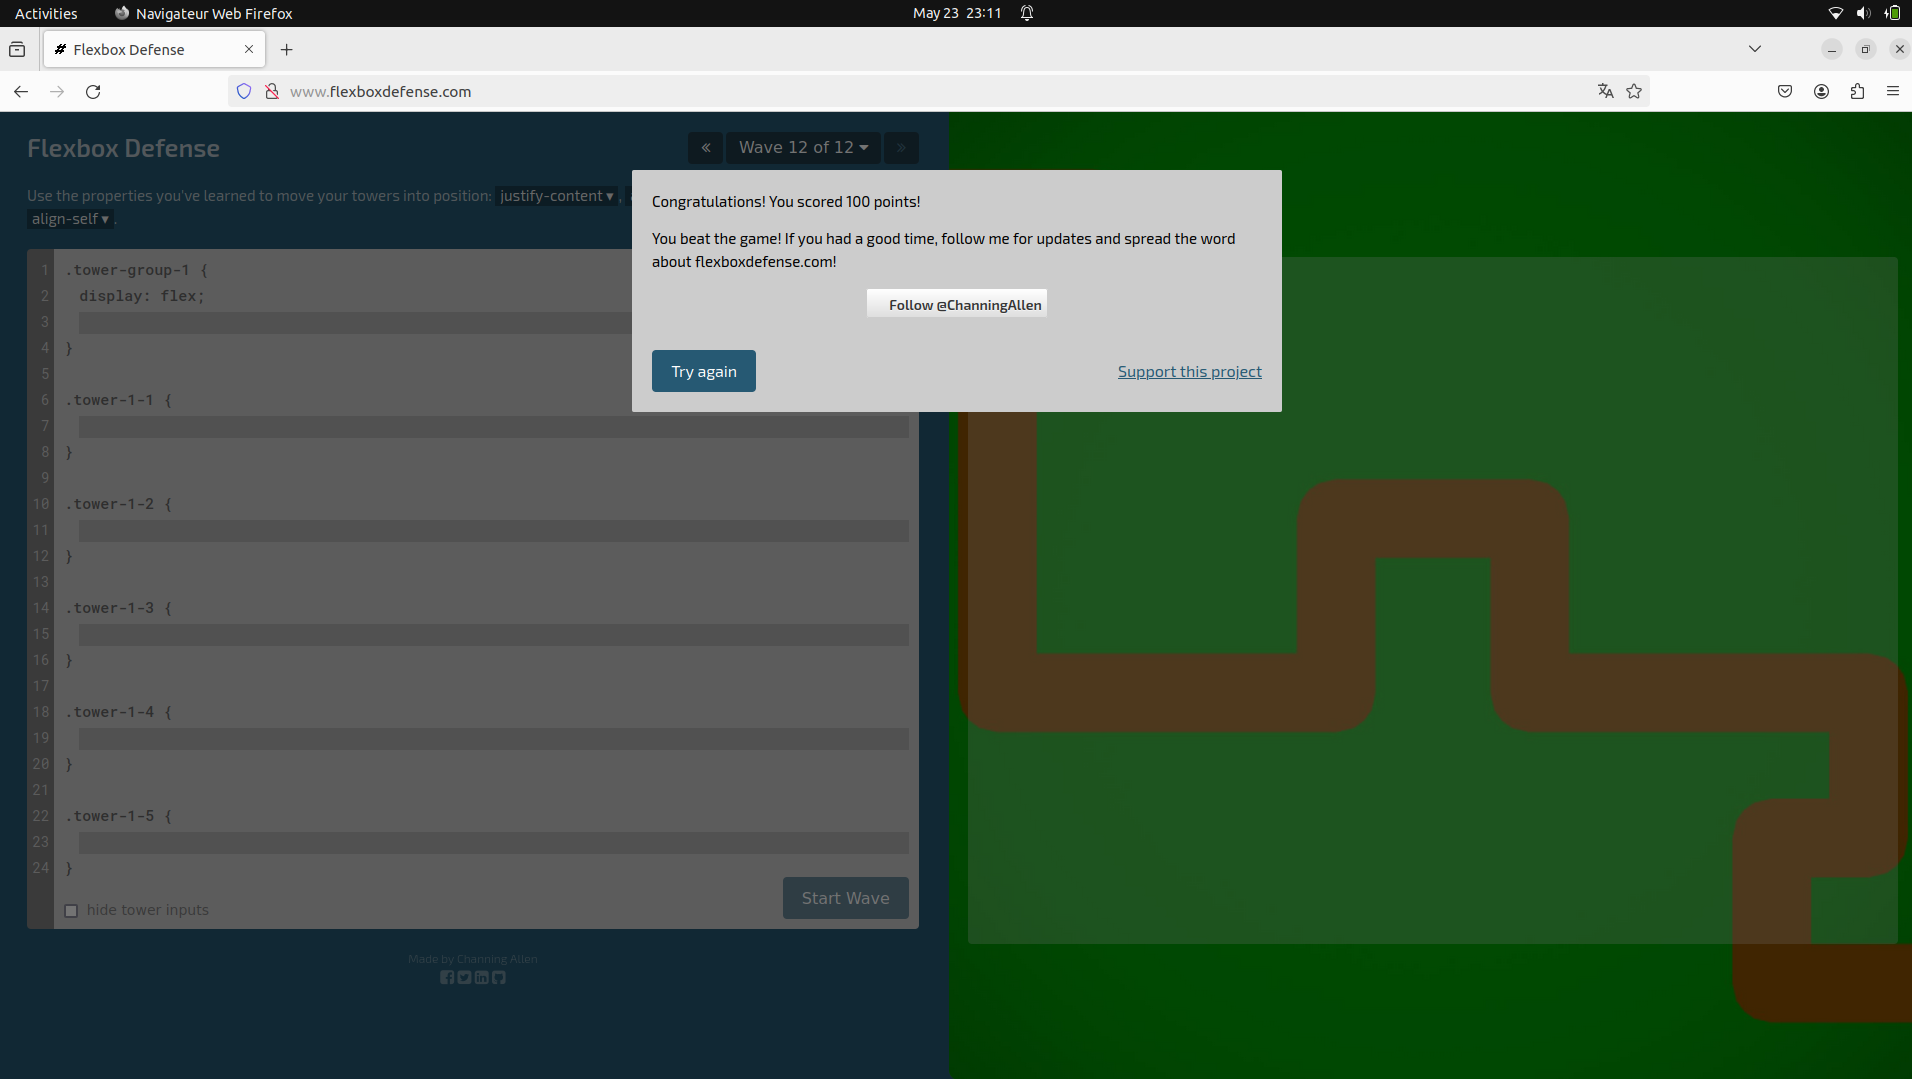 Activities
Navigateur Web Firefox
May 23 23:11
Flexbox Defense
www.flexboxdefense.com
Flexbox Defense
« Wave 12 of 12 »
Use the properties you've learned to move your towers into position: justify-content ▾,
align-self ▾.
Congratulations! You scored 100 points!
You beat the game! If you had a good time, follow me for updates and spread the word
about flexboxdefense.com!
Follow @ChanningAllen
Try again
Support this project
1 .tower-group-1 {
2 display: flex;
3
4 }
5
6 .tower-1-1 {
7
8 }
9
10 .tower-1-2 {
11
12 }
13
14 .tower-1-3 {
15
16 }
17
18 .tower-1-4 {
19
20 }
21
22 .tower-1-5 {
23
24 }
hide tower inputs
Start Wave
Made by Channing Allen